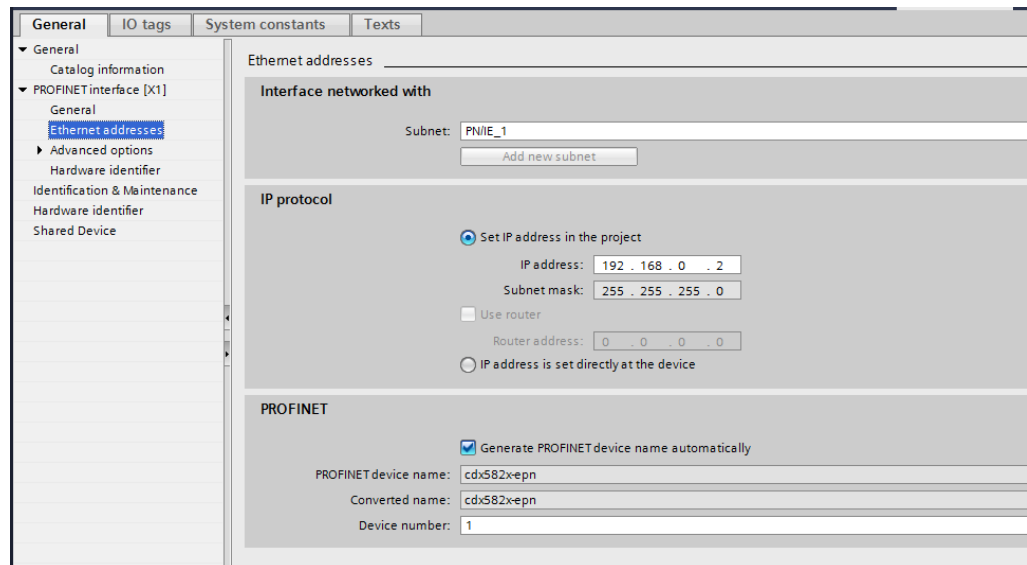 General IO tags System constants Texts
General
Catalog information
PROFINET interface [X1]
General
Ethernet addresses
Advanced options
Hardware identifier
Identification & Maintenance
Hardware identifier
Shared Device
Ethernet addresses
Interface networked with
Subnet: PN/IE_1
Add new subnet
IP protocol
Set IP address in the project
IP address: 192 . 168 . 0 . 2
Subnet mask: 255 . 255 . 255 . 0
Use router
Router address: 0 . 0 . 0 . 0
IP address is set directly at the device
PROFINET
Generate PROFINET device name automatically
PROFINET device name: cdx582x-epn
Converted name: cdx582x-epn
Device number: 1